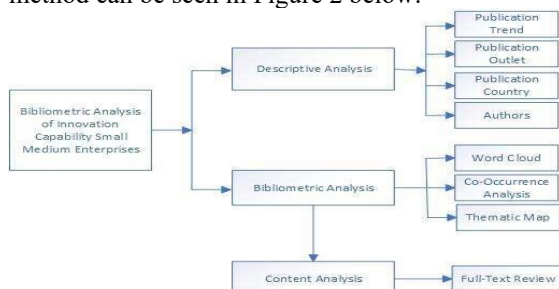 method can be seen in Figure 2 below.
Publication
Trend
Publication
Outlet
Publication
Country
Authors
Descriptive Analysis
Bibliometric Analysis
of Innovation
Capability Small
Medium Enterprises
Word Cloud
Co-Occurrence
Analysis
Thematic Map
Bibliometric Analysis
Content Analysis
Full-Text Review